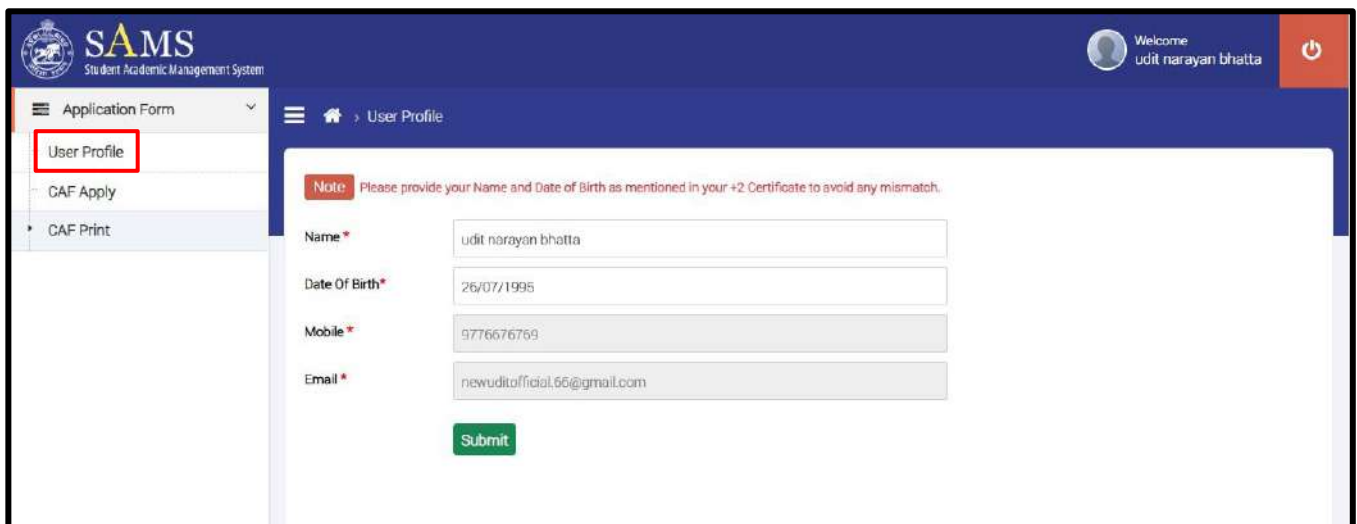 SAMS
Student Academic Management System
Welcome
udit narayan bhatta
Application Form
User Profile
CAF Apply
CAF Print
> User Profile
Note Please provide your Name and Date of Birth as mentioned in your +2 Certificate to avoid any mismatch.
Name * udit narayan bhatta
Date Of Birth* 26/07/1995
Mobile * 9776676769
Email * newuditofficial.66@gmail.com
Submit